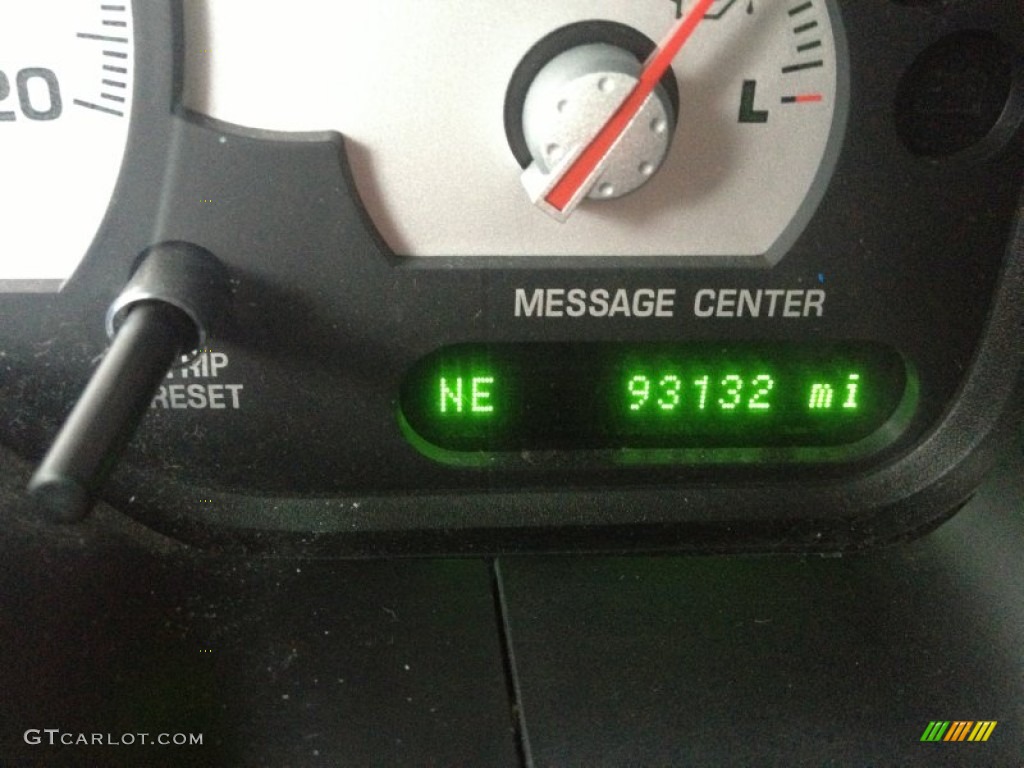 20
L
MESSAGE CENTER
TRIP
RESET
NE 93132 mi
GTCARLOT.COM